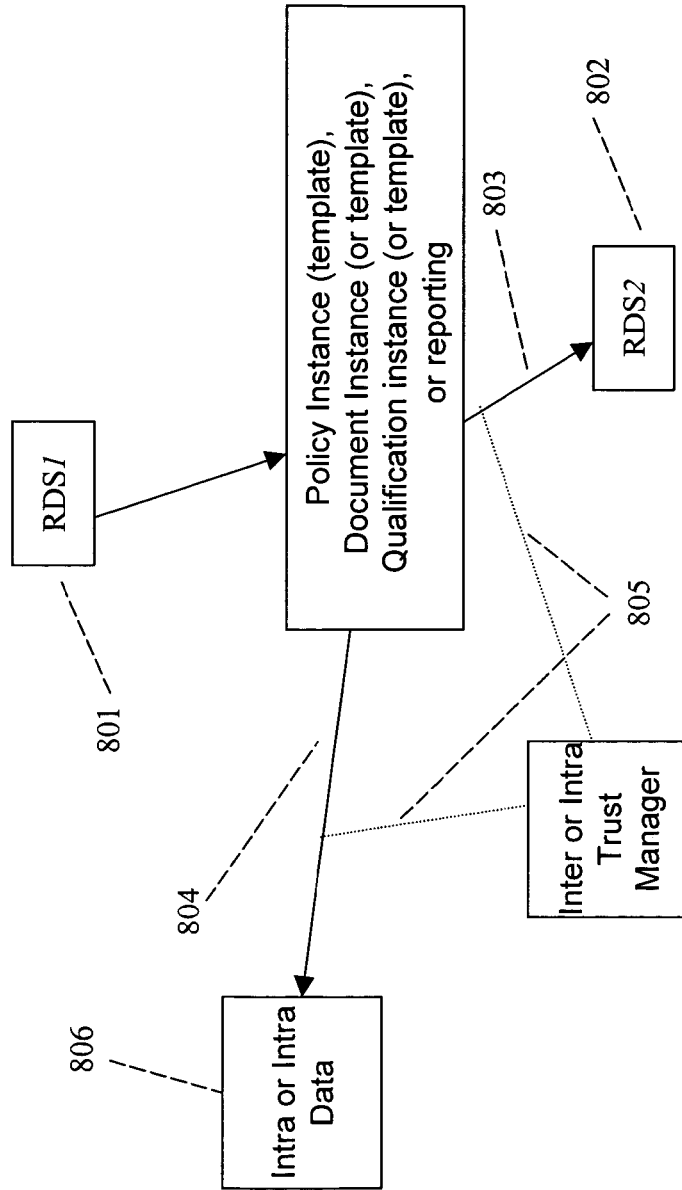 801
RDS1
Policy Instance (template),
Document Instance (or template),
Qualification instance (or template),
or reporting
803
RDS2
802
804
805
806
Intra or Intra
Data
Inter or Intra
Trust
Manager